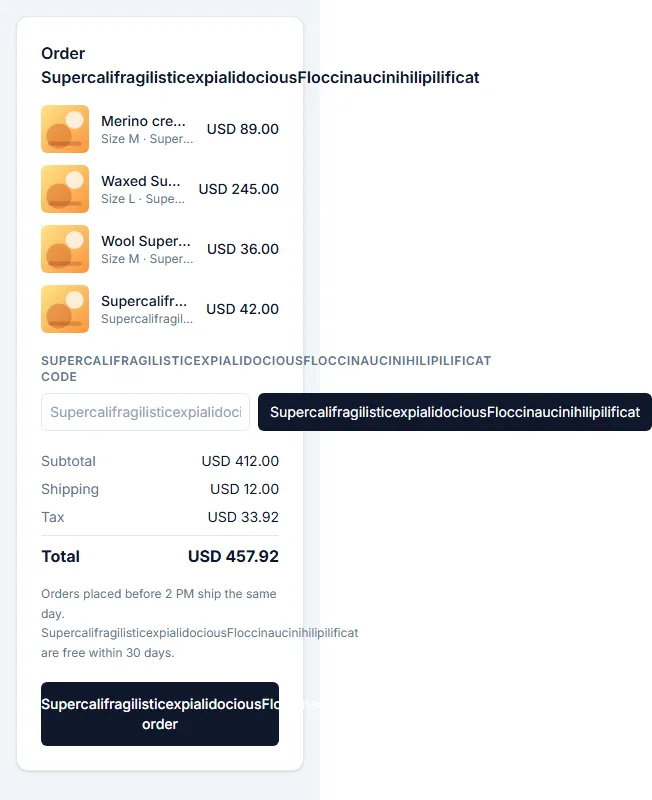 Order
SupercalifragilisticexpialidociousFloccinaucinihilipilificat
Merino cre...
Size M · Super...
USD 89.00
Waxed Su...
Size L · Supe...
USD 245.00
Wool Super...
Size M · Super...
USD 36.00
Supercalifr...
Supercalifragil...
USD 42.00
SUPERCALIFRAGILISTICEXPIALIDOCIOUSFLOCCINAUCINIHILIPILIFICAT
CODE
Supercalifragilisticexpialidoci
SupercalifragilisticexpialidociousFloccinaucinihilipilificat
Subtotal USD 412.00
Shipping USD 12.00
Tax USD 33.92
Total USD 457.92
Orders placed before 2 PM ship the same
day.
SupercalifragilisticexpialidociousFloccinaucinihilipilificat
are free within 30 days.
SupercalifragilisticexpialidociousFloc
order